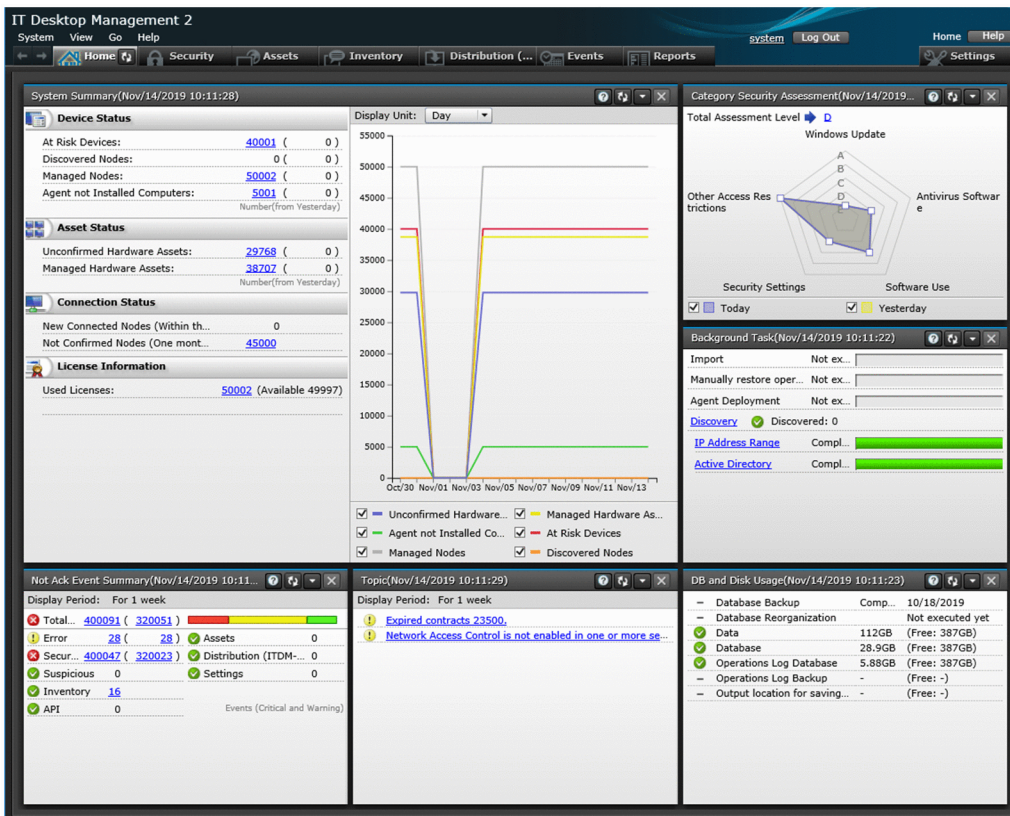 IT Desktop Management 2
System View Go Help
system Log Out Home Help
Home Security Assets Inventory Distribution (... Events Reports Settings
System Summary(Nov/14/2019 10:11:28)
Device Status
At Risk Devices: 40001 ( 0 )
Discovered Nodes: 0 ( 0 )
Managed Nodes: 50002 ( 0 )
Agent not Installed Computers: 5001 ( 0 )
Number(from Yesterday)
Asset Status
Unconfirmed Hardware Assets: 29768 ( 0 )
Managed Hardware Assets: 38707 ( 0 )
Number(from Yesterday)
Connection Status
New Connected Nodes (Within th... 0
Not Confirmed Nodes (One mont... 45000
License Information
Used Licenses: 50002 (Available 49997)
Display Unit: Day
55000
50000
45000
40000
35000
30000
25000
20000
15000
10000
5000
0
Oct/30 Nov/01 Nov/03 Nov/05 Nov/07 Nov/09 Nov/11 Nov/13
Unconfirmed Hardware... Managed Hardware As...
Agent not Installed Co... At Risk Devices
Managed Nodes Discovered Nodes
Category Security Assessment(Nov/14/2019...
Total Assessment Level D
Windows Update
A
B
C
D
E
Other Access Res
trictions
Antivirus Softwar
e
Security Settings Software Use
Today Yesterday
Background Task(Nov/14/2019 10:11:22)
Import Not ex...
Manually restore oper... Not ex...
Agent Deployment Not ex...
Discovery Discovered: 0
IP Address Range Compl...
Active Directory Compl...
Not Ack Event Summary(Nov/14/2019 10:11...
Display Period: For 1 week
Total... 400091 ( 320051 )
Error 28 ( 28 ) Assets 0
Secur... 400047 ( 320023 ) Distribution (ITDM-... 0
Suspicious 0 Settings 0
Inventory 16
API 0 Events (Critical and Warning)
Topic(Nov/14/2019 10:11:29)
Display Period: For 1 week
Expired contracts 23500.
Network Access Control is not enabled in one or more se...
DB and Disk Usage(Nov/14/2019 10:11:23)
Database Backup Comp... 10/18/2019
Database Reorganization Not executed yet
Data 112GB (Free: 387GB)
Database 28.9GB (Free: 387GB)
Operations Log Database 5.88GB (Free: 387GB)
Operations Log Backup - (Free: -)
Output location for saving... - (Free: -)